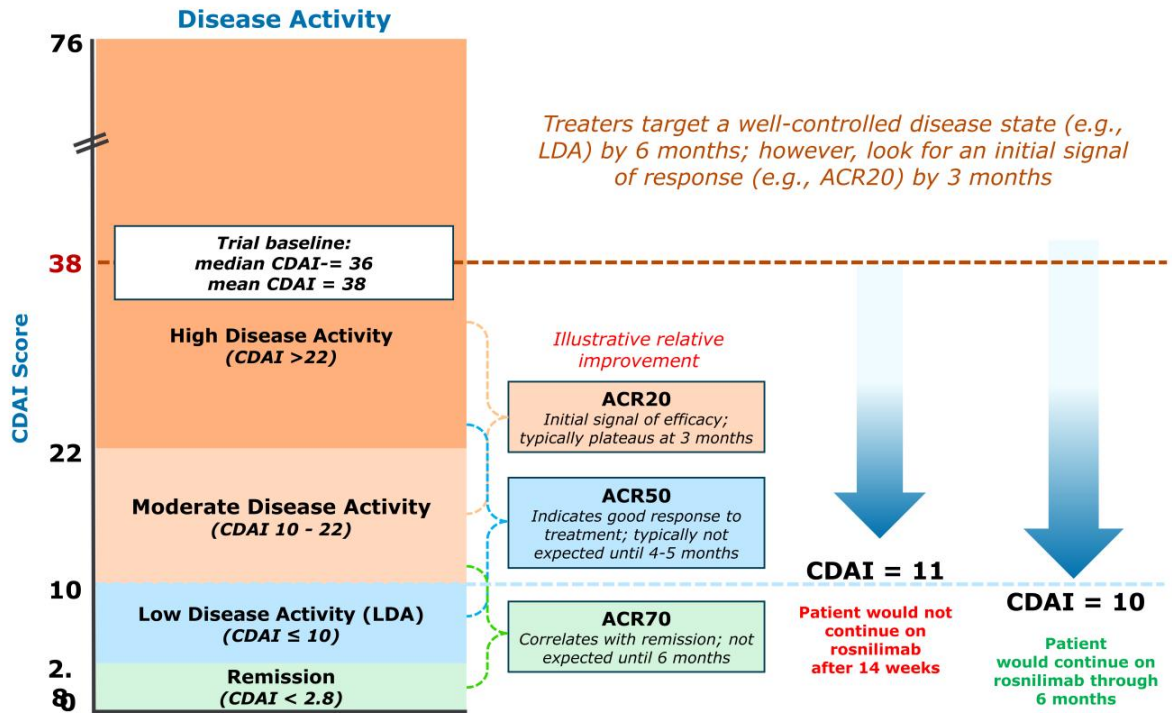 Disease Activity
76
Treaters target a well-controlled disease state (e.g.,
LDA) by 6 months; however, look for an initial signal
of response (e.g., ACR20) by 3 months
Trial baseline:
median CDAI-= 36
mean CDAI = 38
38
CDAI Score
High Disease Activity
(CDAI >22)
Illustrative relative
improvement
ACR20
Initial signal of efficacy;
typically plateaus at 3 months
22
Moderate Disease Activity
(CDAI 10 - 22)
ACR50
Indicates good response to
treatment; typically not
expected until 4-5 months
CDAI = 11
Patient would not
continue on
rosnilimab
after 14 weeks
CDAI = 10
Patient
would continue on
rosnilimab through
6 months
10
Low Disease Activity (LDA)
(CDAI ≤ 10)
ACR70
Correlates with remission; not
expected until 6 months
2.
8
Remission
(CDAI < 2.8)
0